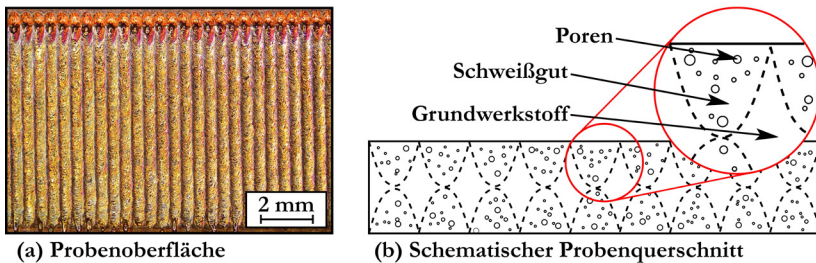 Poren
Schweißgut
Grundwerkstoff
2 mm
(a) Probenoberfläche
(b) Schematischer Probenquerschnitt